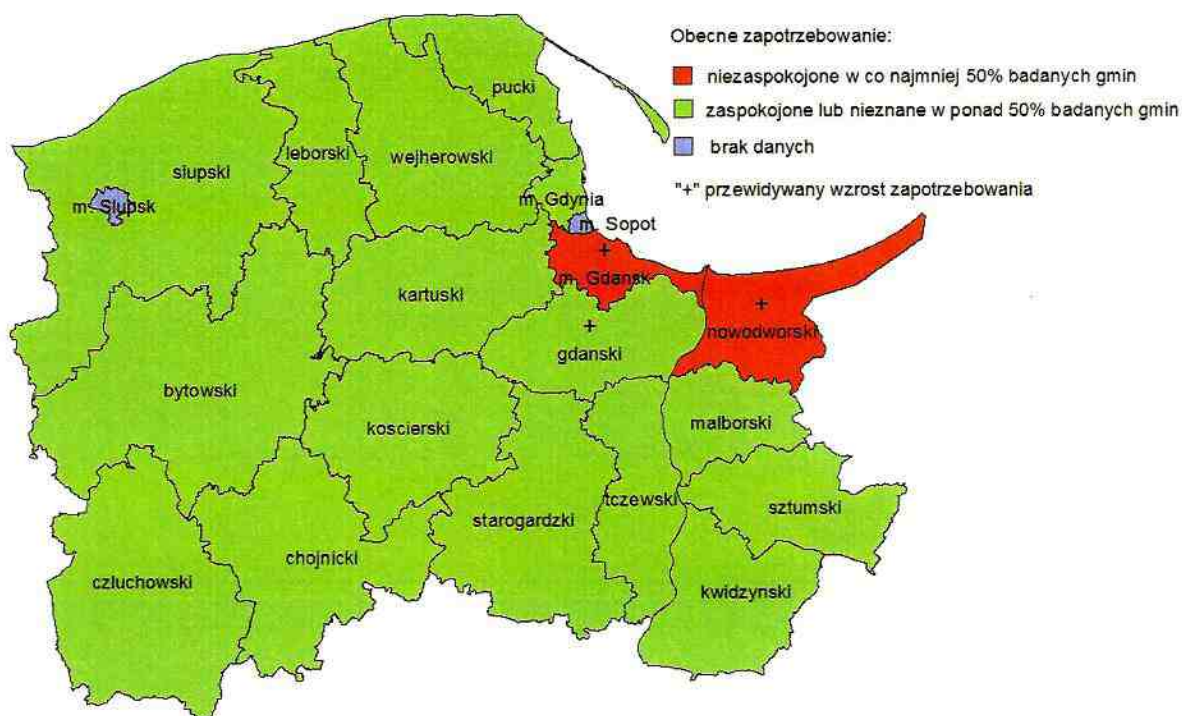 Obecne zapotrzebowanie:
niezaspokojone w co najmniej 50% badanych gmin
zaspokojone lub nieznane w ponad 50% badanych gmin
brak danych
"+" przewidywany wzrost zapotrzebowania
pucki
slupski
leborski
wejherowski
m. Slupsk
m. Gdynia
m. Sopot
+
m. Gdansk
kartuski
+
nowodworski
+
gdanski
bytowski
koscierski
malborski
tczewski
sztumski
starogardzki
chojnicki
czluchowski
kwidzynski